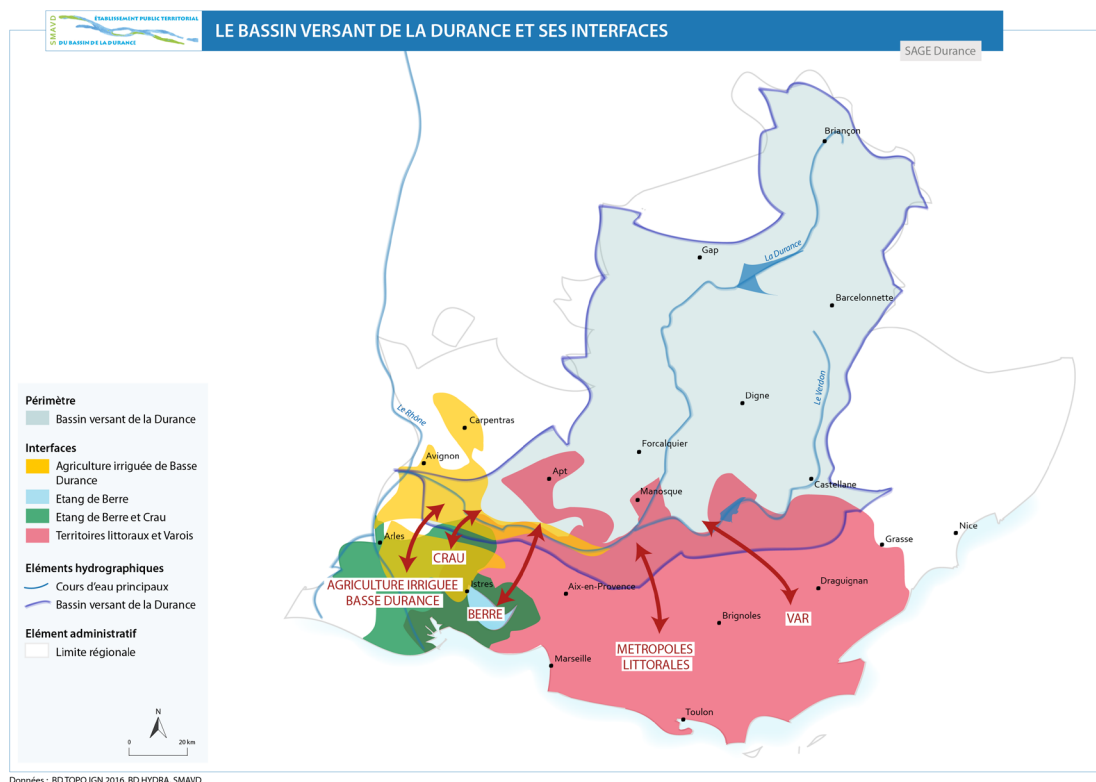 SMAVD
ÉTABLISSEMENT PUBLIC TERRITORIAL
DU BASSIN DE LA DURANCE
LE BASSIN VERSANT DE LA DURANCE ET SES INTERFACES
SAGE Durance
Briançon
Gap
La Durance
Barcelonnette
Digne
Le Verdon
Le Rhône
Carpentras
Avignon
Forcalquier
Apt
Manosque
Castellane
Nice
Grasse
Arles
CRAU
AGRICULTURE IRRIGUEE
BASSE DURANCE
Istres
BERRE
Aix-en-Provence
Draguignan
Brignoles
VAR
METROPOLES
LITTORALES
Marseille
Toulon
Périmètre
Bassin versant de la Durance
Interfaces
Agriculture irriguée de Basse
Durance
Etang de Berre
Etang de Berre et Crau
Territoires littoraux et Varois
Eléments hydrographiques
Cours d'eau principaux
Bassin versant de la Durance
Elément administratif
Limite régionale
N
0 20 km
Données : BD TOPO IGN 2016, BD HYDRA, SMAVD